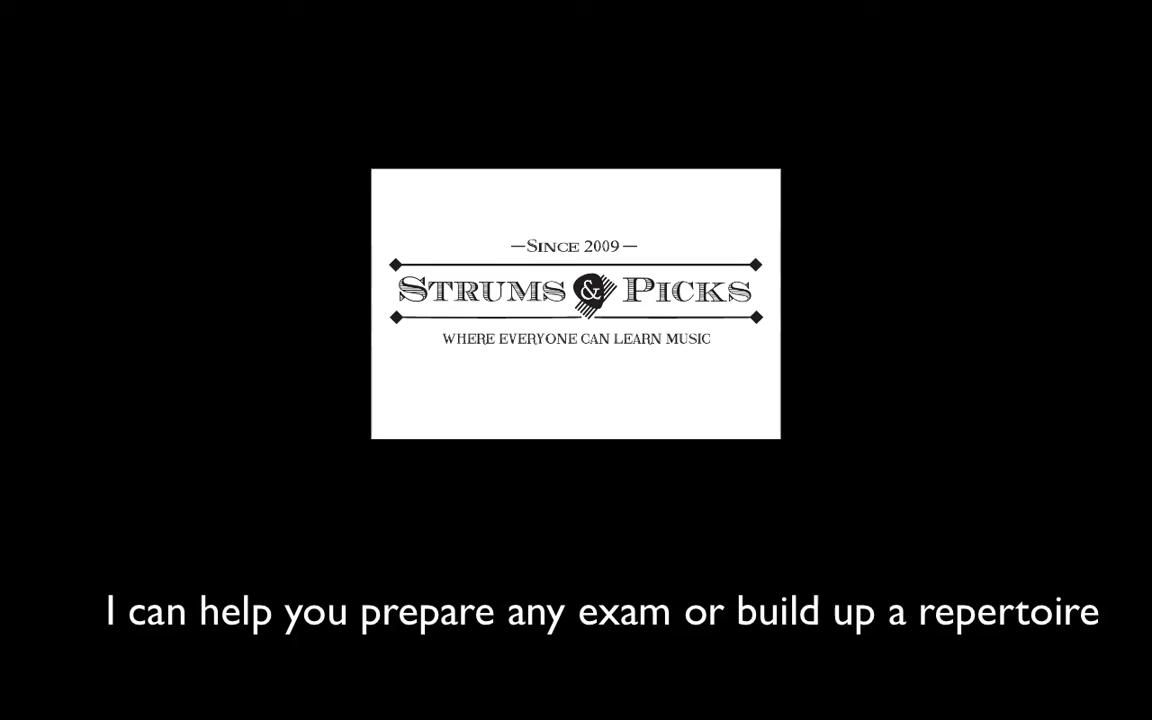 —SINCE 2009—
STRUMS & PICKS
WHERE EVERYONE CAN LEARN MUSIC
I can help you prepare any exam or build up a repertoire